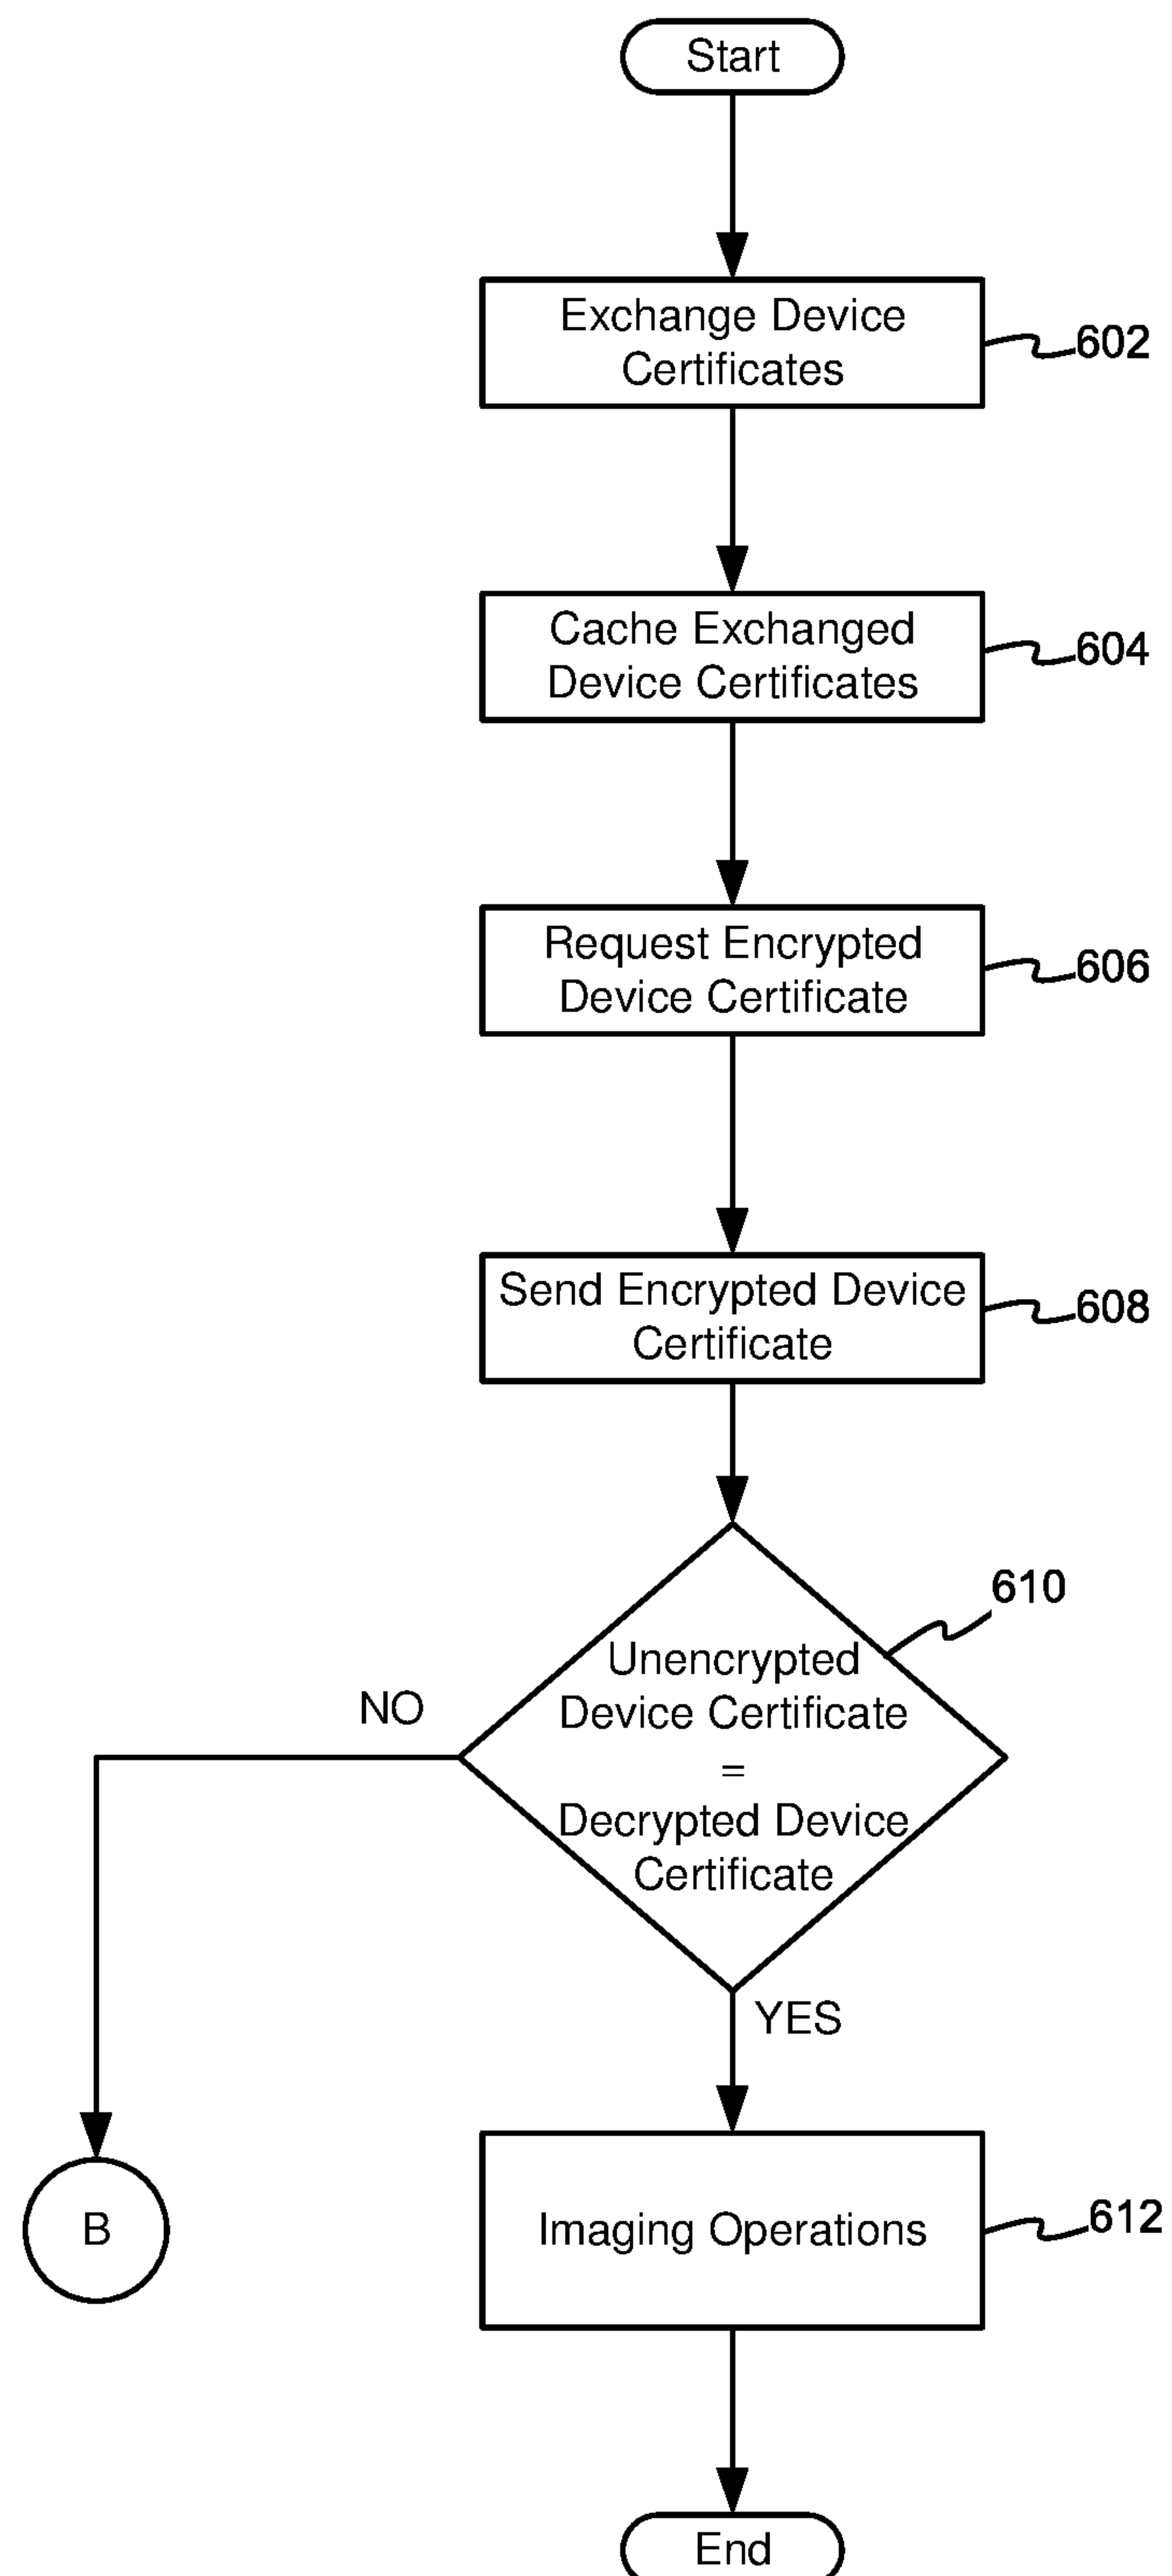 Start
Exchange Device
Certificates
602
Cache Exchanged
Device Certificates
604
Request Encrypted
Device Certificate
606
Send Encrypted Device
Certificate
608
610
Unencrypted
Device Certificate
=
Decrypted Device
Certificate
NO
YES
B
Imaging Operations
612
End